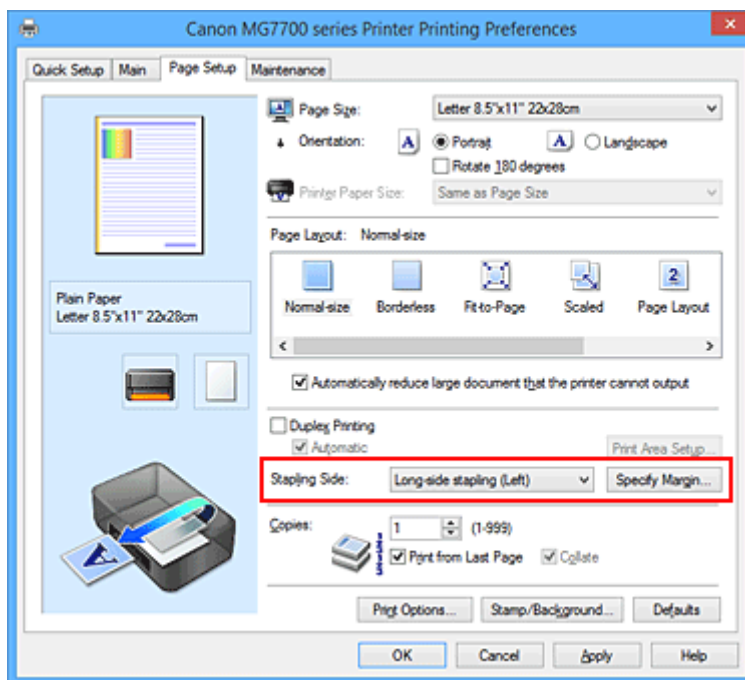 Canon MG7700 series Printer Printing Preferences
Quick Setup Main Page Setup Maintenance
Page Size: Letter 8.5"x11" 22x28cm
Orientation: A Portrait A Landscape
Rotate 180 degrees
Printer Paper Size: Same as Page Size
Page Layout: Normal-size
Normal-size Borderless Fit-to-Page Scaled 2 Page Layout
Automatically reduce large document that the printer cannot output
Plain Paper
Letter 8.5"x11" 22x28cm
Duplex Printing
Automatic Print Area Setup...
Stapling Side: Long-side stapling (Left) Specify Margin...
Copies: 1 (1-999)
Print from Last Page Collate
A
Print Options... Stamp/Background... Defaults
OK Cancel Apply Help